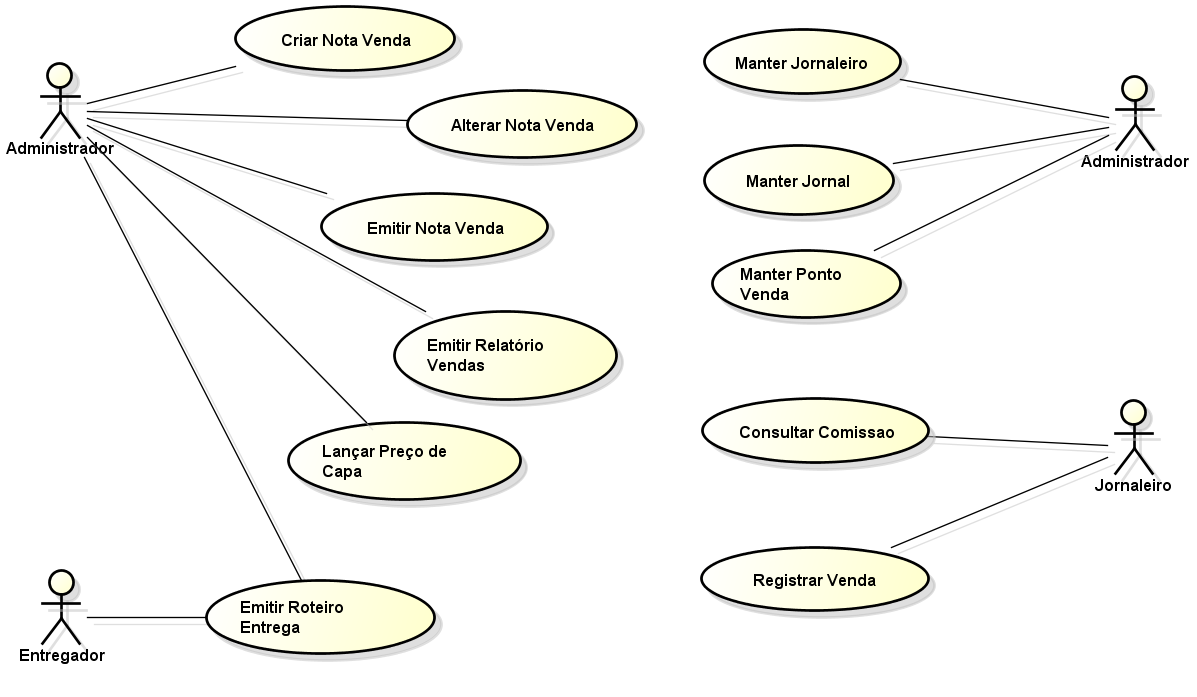 Criar Nota Venda
Administrador
Alterar Nota Venda
Emitir Nota Venda
Emitir Relatório
Vendas
Lançar Preço de
Capa
Emitir Roteiro
Entrega
Entregador
Manter Jornaleiro
Administrador
Manter Jornal
Manter Ponto
Venda
Consultar Comissao
Jornaleiro
Registrar Venda